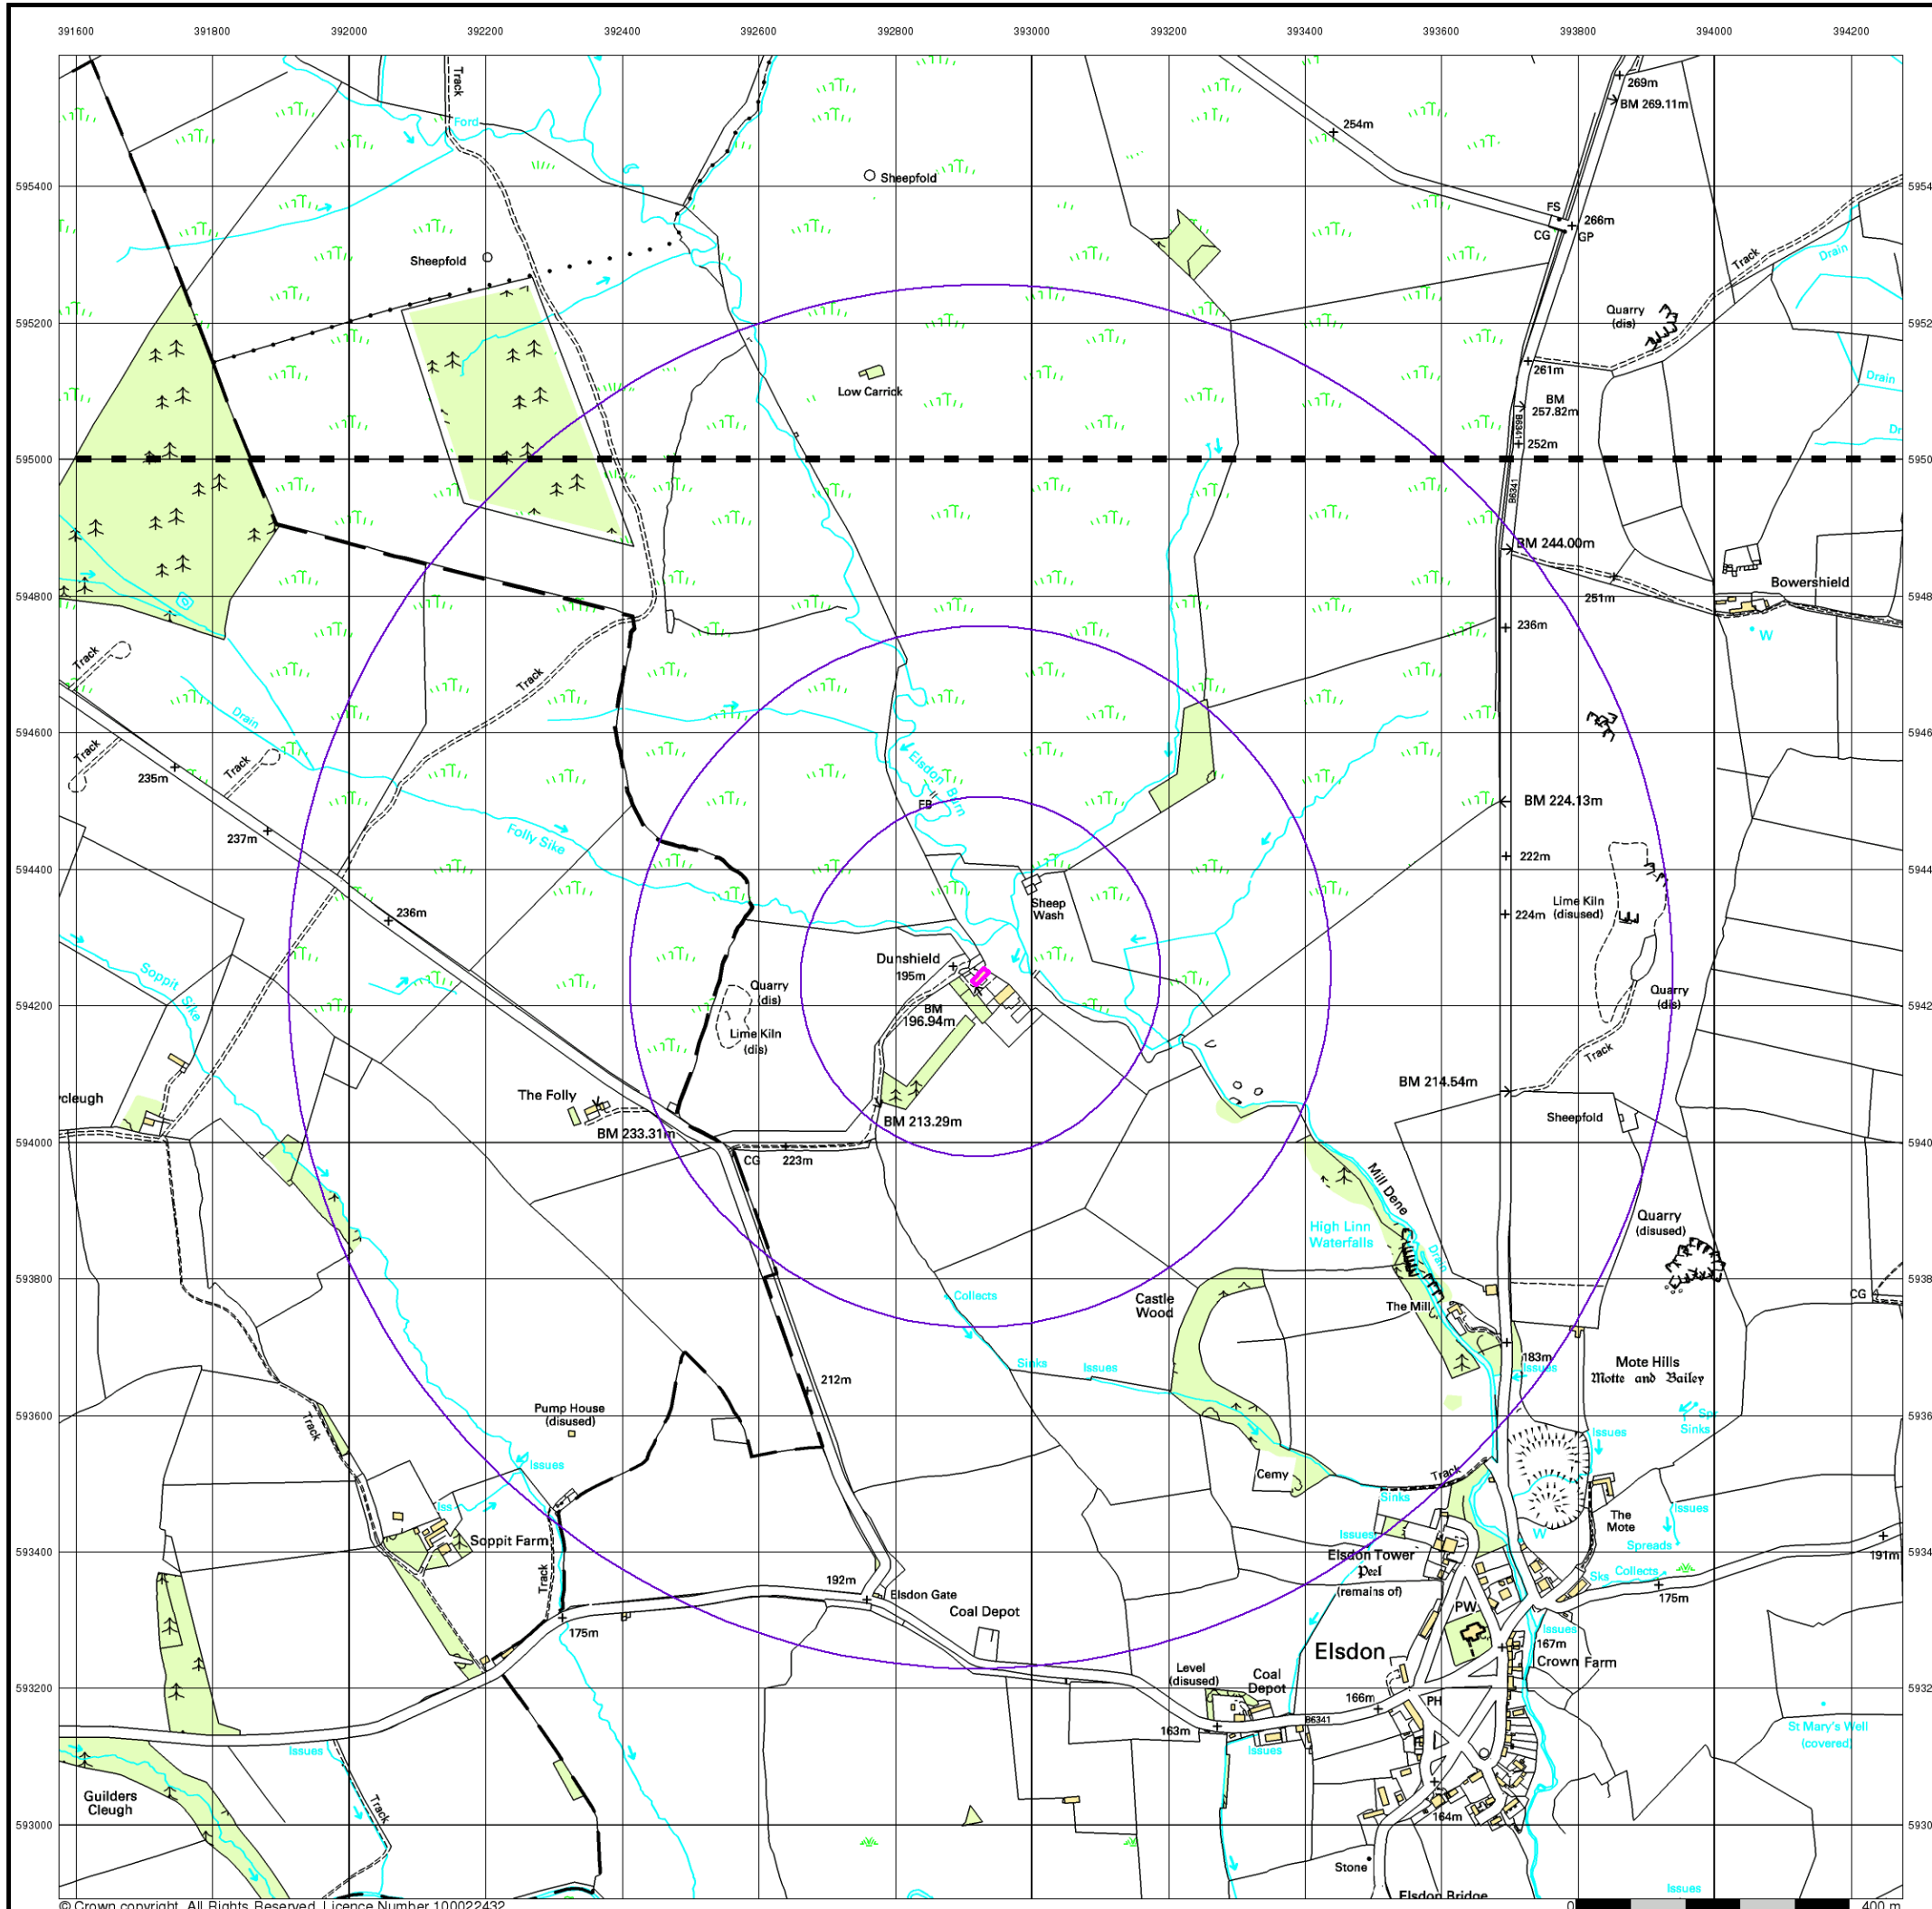 391600 391800 392000 392200 392400 392600 392800 393000 393200 393400 393600 393800 394000 394200
Track
269m
BM 269.11m
Ford
254m
595400
Sheepfold
FS
266m
CG
GP
Sheepfold
Track
Drain
595200
Quarry
(dis)
261m
Low Carrick
Drain
BM
257.82m
B6341
252m
595000
B6341
BM 244.00m
Bowershield
594800
251m
236m
W
Track
Track
Drain
594600
Track
Track
235m
Elsdon Burn
FB
BM 224.13m
237m
Folly Sike
222m
594400
236m
Sheep
Wash
Lime Kiln
(disused)
224m
Soppit Sike
Dunshield
195m
Quarry
(dis)
Quarry
(dis)
594200
BM
196.94m
Lime Kiln
(dis)
Track
BM 214.54m
The Folly
ycleugh
Sheepfold
BM 233.31m
BM 213.29m
594000
CG
223m
Mill Dene
High Linn
Waterfalls
Drain
Quarry
(disused)
593800
Collects
Castle
Wood
The Mill
CG
Sinks
Issues
183m
Issues
Mote Hills
Motte and Bailey
212m
593600
Pump House
(disused)
Spr
Sinks
Track
Issues
Issues
Cemy
Track
Iss
Sinks
Issues
The
Mote
Soppit Farm
Issues
W
Spreads
593400
Elsdon Tower
Peel
(remains of)
191m
Track
192m
Elsdon Gate
Sks
Collects
175m
Coal Depot
PW
175m
Issues
167m
Elsdon
Crown Farm
593200
Level
(disused)
Coal
Depot
166m
PH
163m
B6341
St Mary's Well
(covered)
Issues
Issues
Guilders
Cleugh
Track
164m
593000
Stone
Elsdon Bridge
Issues
© Crown copyright. All Rights Reserved. Licence Number 100022432
0
400 m